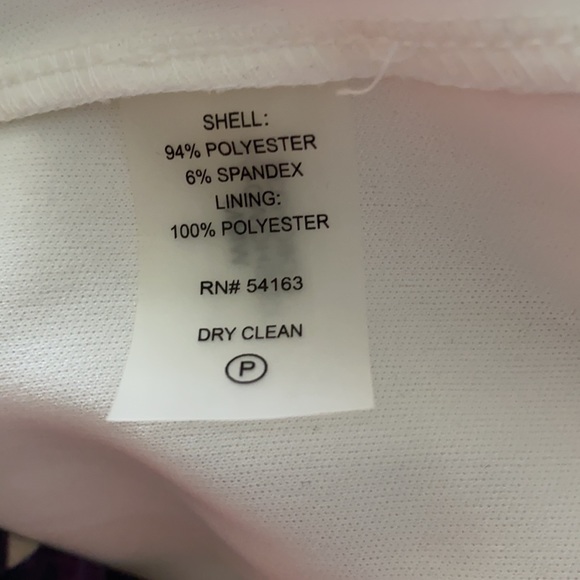 SHELL:
94% POLYESTER
6% SPANDEX
LINING:
100% POLYESTER
RN# 54163
DRY CLEAN
P